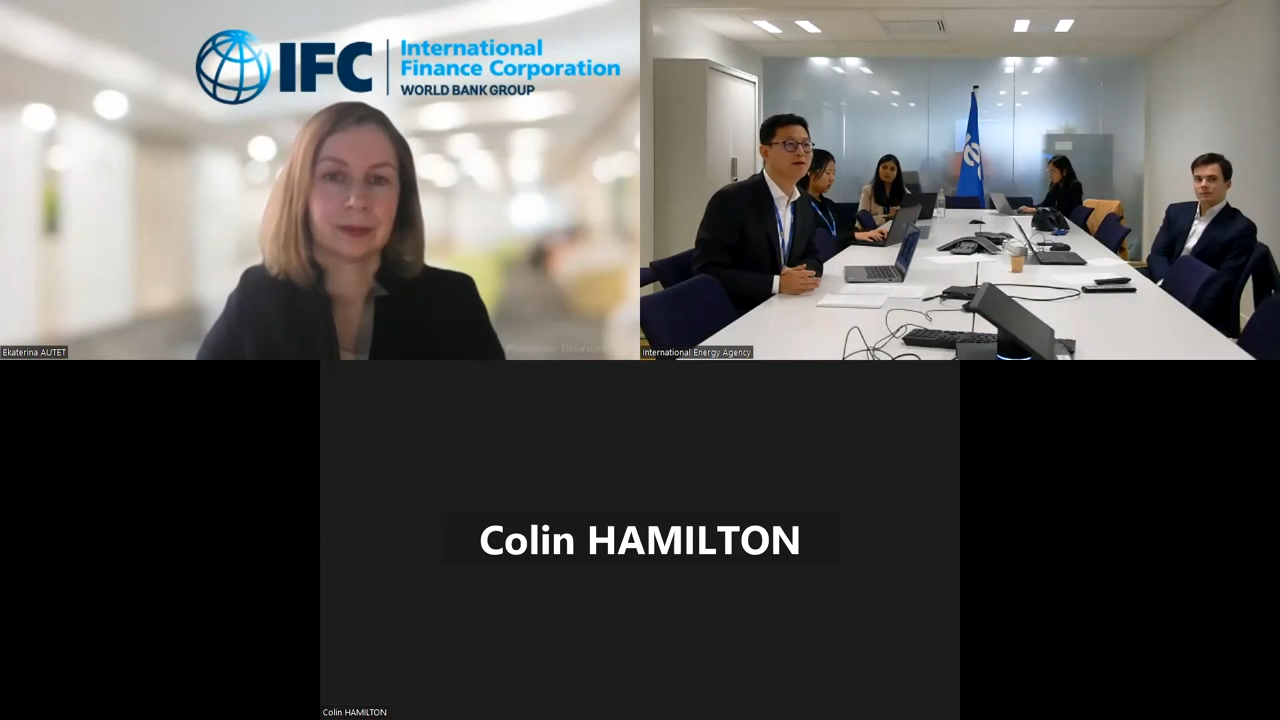 IFC
International
Finance Corporation
WORLD BANK GROUP
Ekaterina AUTET
International Energy Agency
Colin HAMILTON
Colin HAMILTON